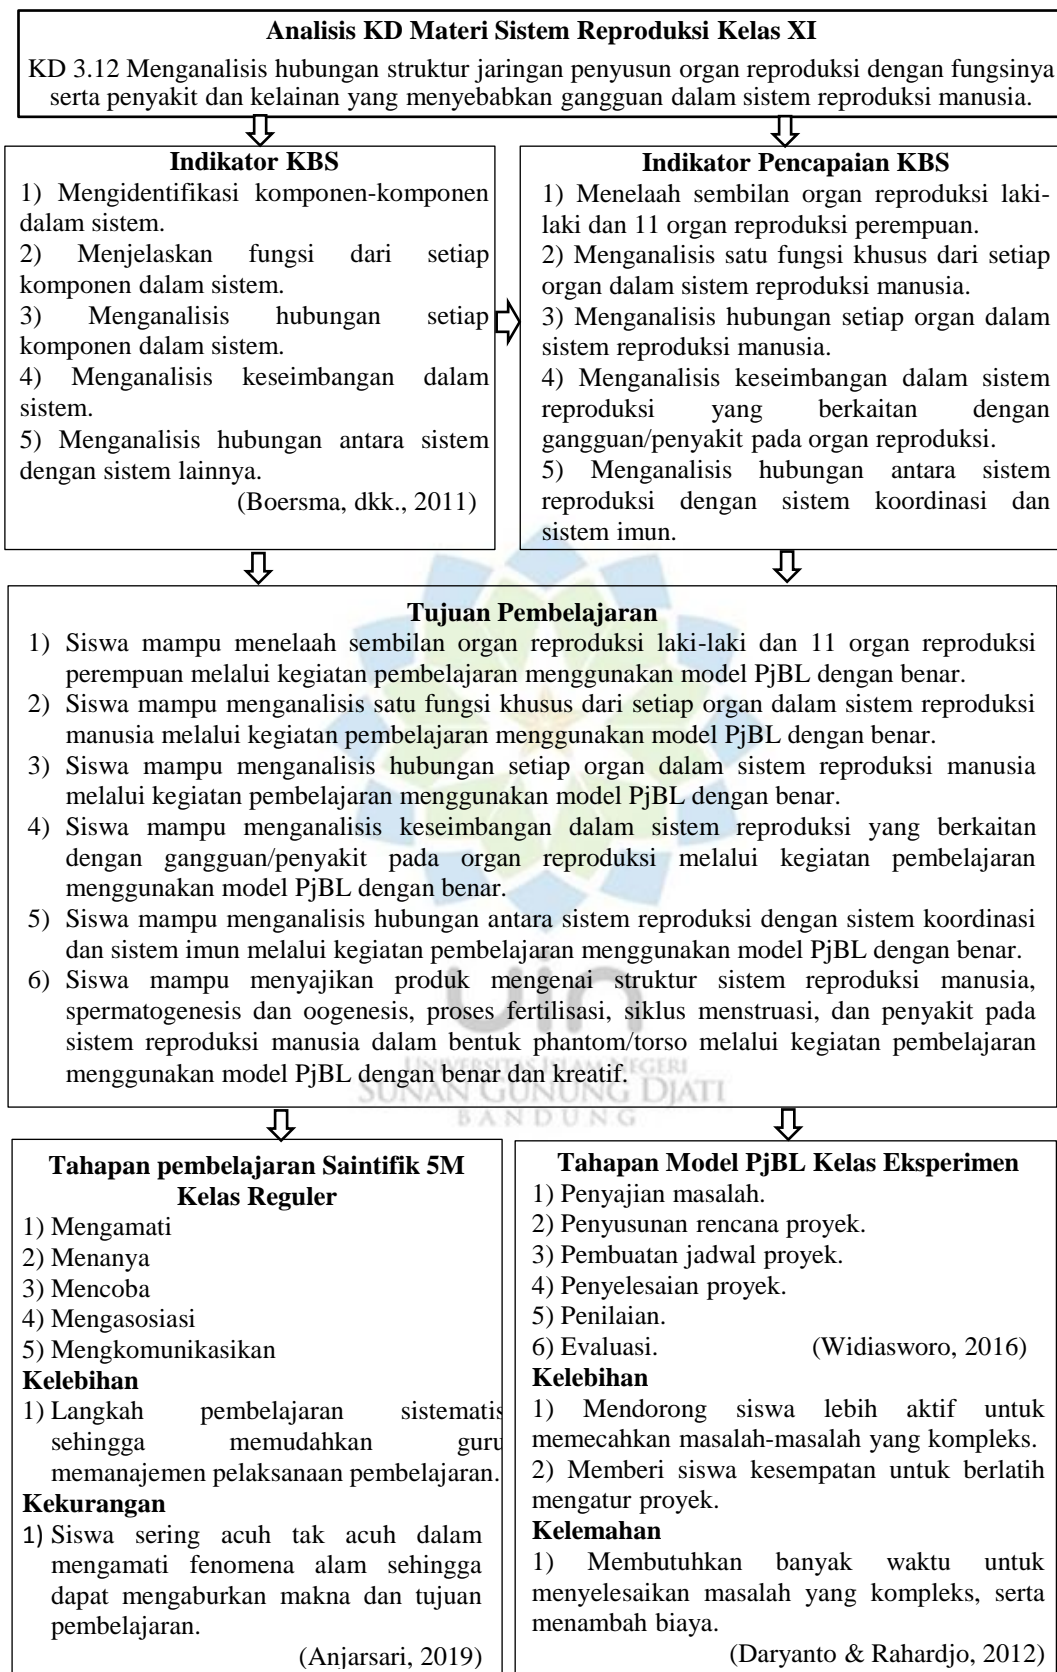 Analisis KD Materi Sistem Reproduksi Kelas XI
KD 3.12 Menganalisis hubungan struktur jaringan penyusun organ reproduksi dengan fungsinya
serta penyakit dan kelainan yang menyebabkan gangguan dalam sistem reproduksi manusia.
Indikator KBS
1) Mengidentifikasi komponen-komponen
dalam sistem.
2) Menjelaskan fungsi dari setiap
komponen dalam sistem.
3) Menganalisis hubungan setiap
komponen dalam sistem.
4) Menganalisis keseimbangan dalam
sistem.
5) Menganalisis hubungan antara sistem
dengan sistem lainnya.
(Boersma, dkk., 2011)
Indikator Pencapaian KBS
1) Menelaah sembilan organ reproduksi laki-
laki dan 11 organ reproduksi perempuan.
2) Menganalisis satu fungsi khusus dari setiap
organ dalam sistem reproduksi manusia.
3) Menganalisis hubungan setiap organ dalam
sistem reproduksi manusia.
4) Menganalisis keseimbangan dalam sistem
reproduksi yang berkaitan dengan
gangguan/penyakit pada organ reproduksi.
5) Menganalisis hubungan antara sistem
reproduksi dengan sistem koordinasi dan
sistem imun.
Tujuan Pembelajaran
1) Siswa mampu menelaah sembilan organ reproduksi laki-laki dan 11 organ reproduksi
perempuan melalui kegiatan pembelajaran menggunakan model PjBL dengan benar.
2) Siswa mampu menganalisis satu fungsi khusus dari setiap organ dalam sistem reproduksi
manusia melalui kegiatan pembelajaran menggunakan model PjBL dengan benar.
3) Siswa mampu menganalisis hubungan setiap organ dalam sistem reproduksi manusia
melalui kegiatan pembelajaran menggunakan model PjBL dengan benar.
4) Siswa mampu menganalisis keseimbangan dalam sistem reproduksi yang berkaitan
dengan gangguan/penyakit pada organ reproduksi melalui kegiatan pembelajaran
menggunakan model PjBL dengan benar.
5) Siswa mampu menganalisis hubungan antara sistem reproduksi dengan sistem koordinasi
dan sistem imun melalui kegiatan pembelajaran menggunakan model PjBL dengan benar.
6) Siswa mampu menyajikan produk mengenai struktur sistem reproduksi manusia,
spermatogenesis dan oogenesis, proses fertilisasi, siklus menstruasi, dan penyakit pada
sistem reproduksi manusia dalam bentuk phantom/torso melalui kegiatan pembelajaran
menggunakan model PjBL dengan benar dan kreatif.
uin
UNIVERSITAS ISLAM NEGERI
SUNAN GUNUNG DJATI
BANDUNG
Tahapan pembelajaran Saintifik 5M
Kelas Reguler
1) Mengamati
2) Menanya
3) Mencoba
4) Mengasosiasi
5) Mengkomunikasikan
Kelebihan
1) Langkah pembelajaran sistematis
sehingga memudahkan guru
memanajemen pelaksanaan pembelajaran.
Kekurangan
1) Siswa sering acuh tak acuh dalam
mengamati fenomena alam sehingga
dapat mengaburkan makna dan tujuan
pembelajaran.
(Anjarsari, 2019)
Tahapan Model PjBL Kelas Eksperimen
1) Penyajian masalah.
2) Penyusunan rencana proyek.
3) Pembuatan jadwal proyek.
4) Penyelesaian proyek.
5) Penilaian.
6) Evaluasi. (Widiasworo, 2016)
Kelebihan
1) Mendorong siswa lebih aktif untuk
memecahkan masalah-masalah yang kompleks.
2) Memberi siswa kesempatan untuk berlatih
mengatur proyek.
Kelemahan
1) Membutuhkan banyak waktu untuk
menyelesaikan masalah yang kompleks, serta
menambah biaya.
(Daryanto & Rahardjo, 2012)